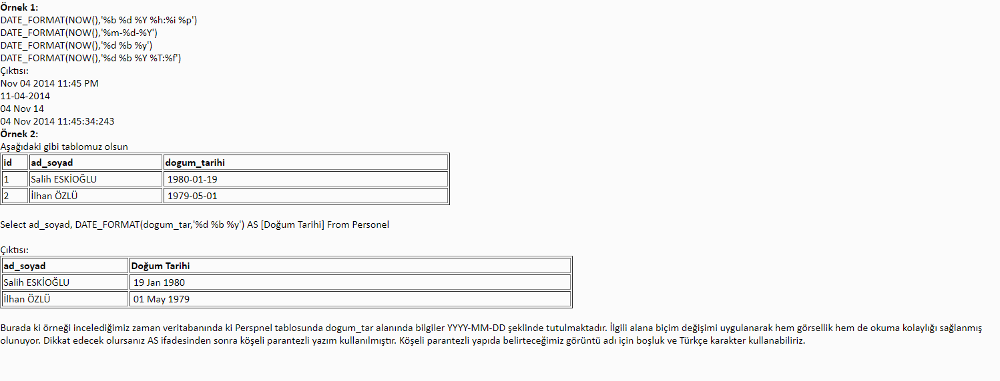 Örnek 1:
DATE_FORMAT(NOW(),'%b %d %Y %h:%i %p')
DATE_FORMAT(NOW(),'%m-%d-%Y')
DATE_FORMAT(NOW(),'%d %b %y')
DATE_FORMAT(NOW(),'%d %b %Y %T:%f')
Çıktısı:
Nov 04 2014 11:45 PM
11-04-2014
04 Nov 14
04 Nov 2014 11:45:34:243
Örnek 2:
Aşağıdaki gibi tablomuz olsun
id ad_soyad dogum_tarihi
1 Salih ESKİOĞLU 1980-01-19
2 İlhan ÖZLÜ 1979-05-01
Select ad_soyad, DATE_FORMAT(dogum_tar,'%d %b %y') AS [Doğum Tarihi] From Personel
Çıktısı:
ad_soyad Doğum Tarihi
Salih ESKİOĞLU 19 Jan 1980
İlhan ÖZLÜ 01 May 1979
Burada ki örneği incelediğimiz zaman veritabanında ki Perspnel tablosunda dogum_tar alanında bilgiler YYYY-MM-DD şeklinde tutulmaktadır. İlgili alana biçim değişimi uygulanarak hem görsellik hem de okuma kolaylığı sağlanmış
olunuyor. Dikkat edecek olursanız AS ifadesinden sonra köşeli parantezli yazım kullanılmıştır. Köşeli parantezli yapıda belirteceğimiz görüntü adı için boşluk ve Türkçe karakter kullanabiliriz.